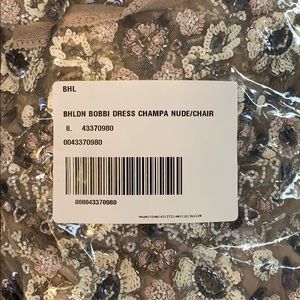 BHL
BHLDN BOBBI DRESS CHAMPA NUDE/CHAIR
8. 43370980
0043370980
000043370980